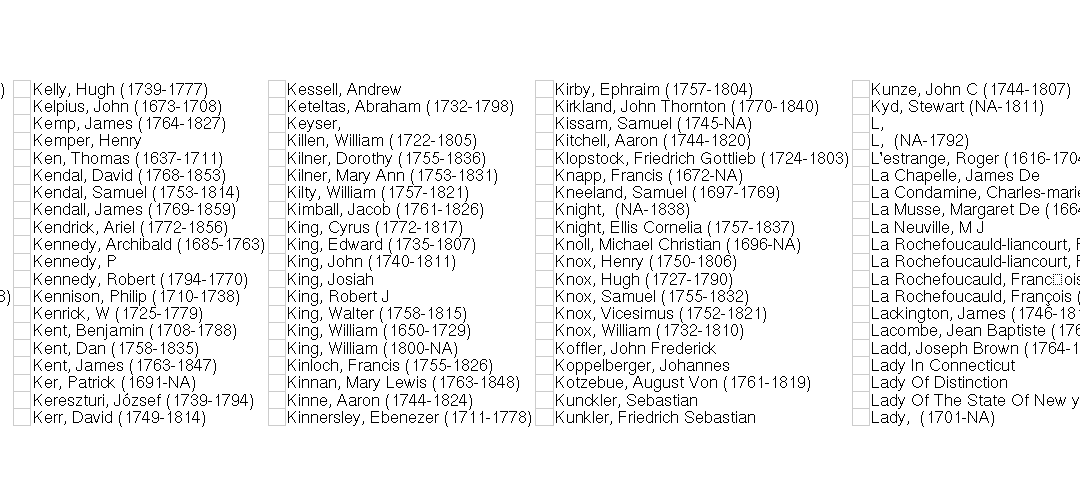 )
3)
Kelly, Hugh (1739-1777)
Kelpius, John (1673-1708)
Kemp, James (1764-1827)
Kemper, Henry
Ken, Thomas (1637-1711)
Kendal, David (1768-1853)
Kendal, Samuel (1753-1814)
Kendall, James (1769-1859)
Kendrick, Ariel (1772-1856)
Kennedy, Archibald (1685-1763)
Kennedy, P
Kennedy, Robert (1794-1770)
Kennison, Philip (1710-1738)
Kenrick, W (1725-1779)
Kent, Benjamin (1708-1788)
Kent, Dan (1758-1835)
Kent, James (1763-1847)
Ker, Patrick (1691-NA)
Kereszturi, József (1739-1794)
Kerr, David (1749-1814)
Kessell, Andrew
Keteltas, Abraham (1732-1798)
Keyser,
Killen, William (1722-1805)
Kilner, Dorothy (1755-1836)
Kilner, Mary Ann (1753-1831)
Kilty, William (1757-1821)
Kimball, Jacob (1761-1826)
King, Cyrus (1772-1817)
King, Edward (1735-1807)
King, John (1740-1811)
King, Josiah
King, Robert J
King, Walter (1758-1815)
King, William (1650-1729)
King, William (1800-NA)
Kinloch, Francis (1755-1826)
Kinnan, Mary Lewis (1763-1848)
Kinne, Aaron (1744-1824)
Kinnersley, Ebenezer (1711-1778)
Kirby, Ephraim (1757-1804)
Kirkland, John Thornton (1770-1840)
Kissam, Samuel (1745-NA)
Kitchell, Aaron (1744-1820)
Klopstock, Friedrich Gottlieb (1724-1803)
Knapp, Francis (1672-NA)
Kneeland, Samuel (1697-1769)
Knight, (NA-1838)
Knight, Ellis Cornelia (1757-1837)
Knoll, Michael Christian (1696-NA)
Knox, Henry (1750-1806)
Knox, Hugh (1727-1790)
Knox, Samuel (1755-1832)
Knox, Vicesimus (1752-1821)
Knox, William (1732-1810)
Koffler, John Frederick
Koppelberger, Johannes
Kotzebue, August Von (1761-1819)
Kunckler, Sebastian
Kunkler, Friedrich Sebastian
Kunze, John C (1744-1807)
Kyd, Stewart (NA-1811)
L,
L, (NA-1792)
L'estrange, Roger (1616-170
La Chapelle, James De
La Condamine, Charles-marie
La Musse, Margaret De (166
La Neuville, M J
La Rochefoucauld-liancourt, F
La Rochefoucauld-liancourt, F
La Rochefoucauld, Franc□ois
La Rochefoucauld, François (
Lackington, James (1746-18
Lacombe, Jean Baptiste (176
Ladd, Joseph Brown (1764-1
Lady In Connecticut
Lady Of Distinction
Lady Of The State Of New y
Lady, (1701-NA)